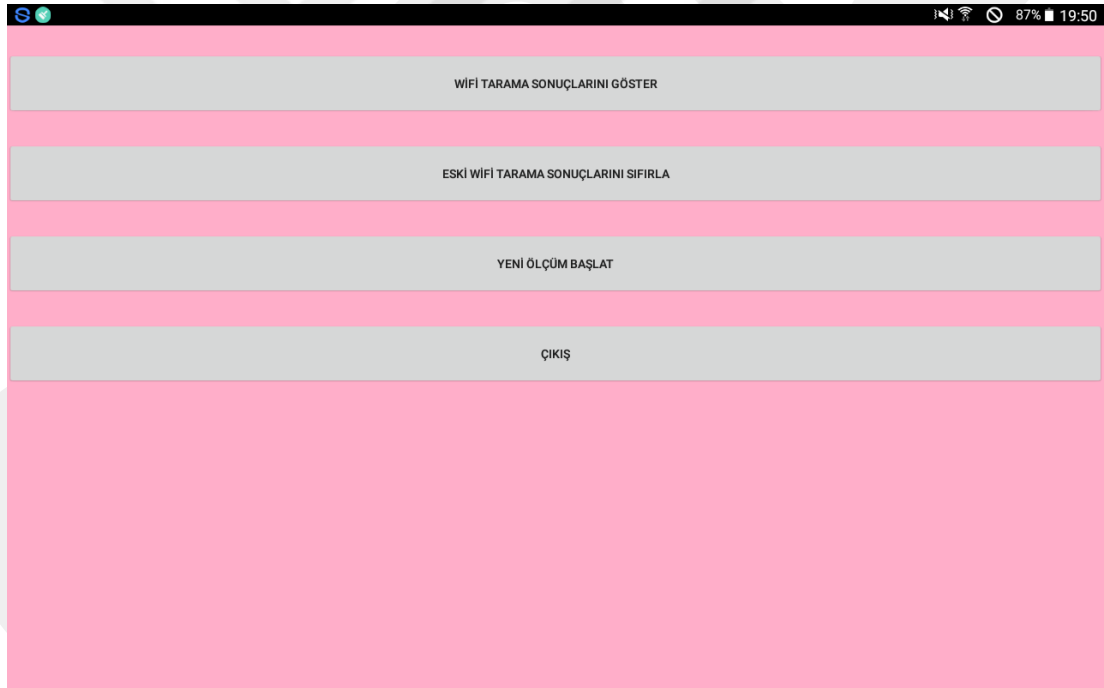 87% 19:50
WİFİ TARAMA SONUÇLARINI GÖSTER
ESKİ WİFİ TARAMA SONUÇLARINI SIFIRLA
YENİ ÖLÇÜM BAŞLAT
ÇIKIŞ